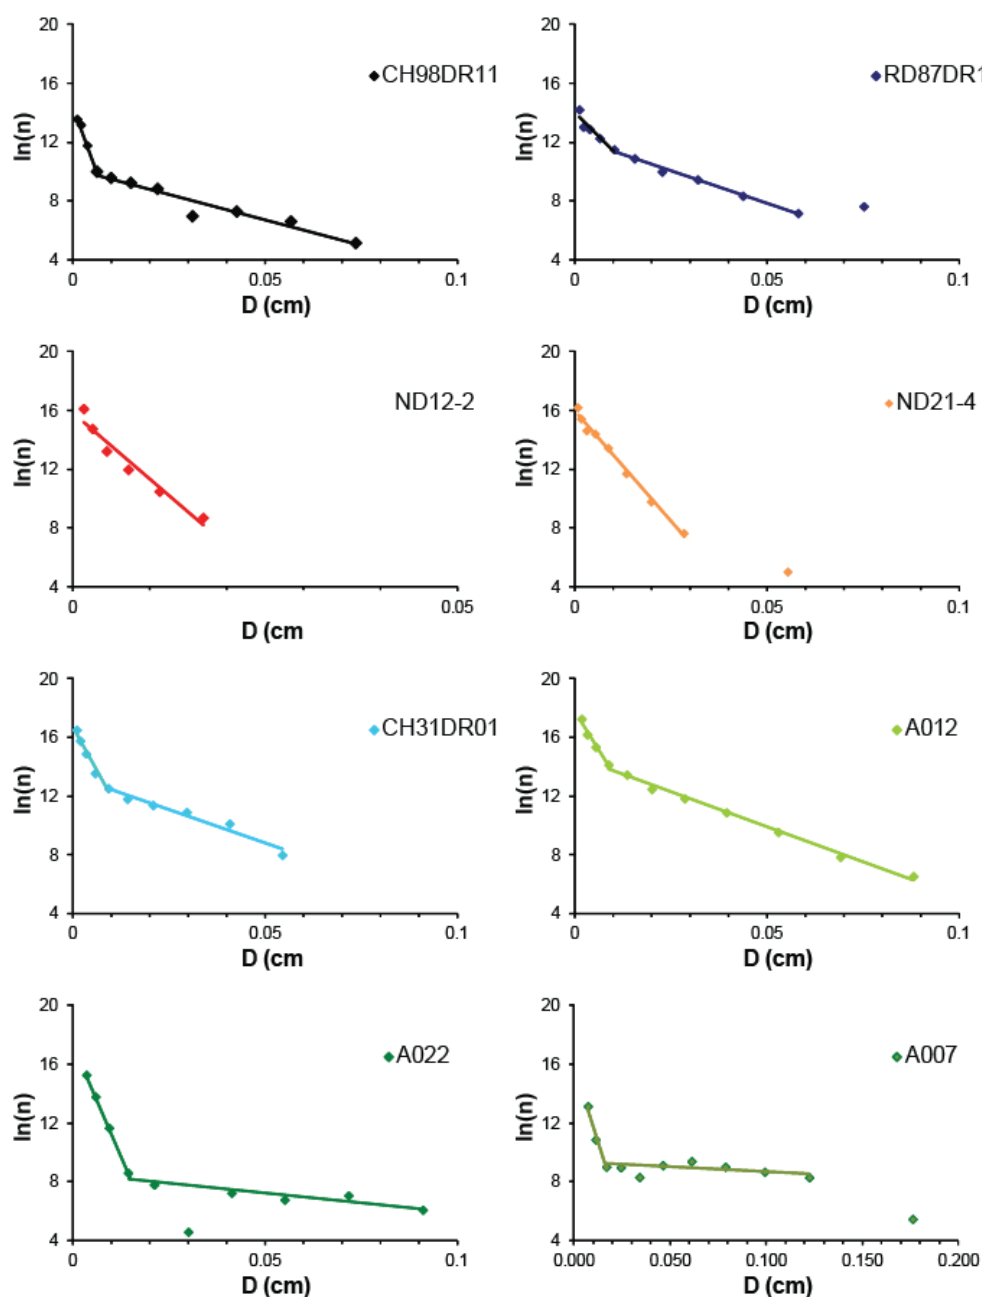 20
16
12
8
4
ln(n)
CH98DR11
0
0.05
0.1
D (cm)
20
16
12
8
4
ln(n)
RD87DR1
0
0.05
0.1
D (cm)
20
16
12
8
4
ln(n)
ND12-2
0
0.05
D (cm
20
16
12
8
4
ln(n)
ND21-4
0
0.05
0.1
D (cm)
20
16
12
8
4
ln(n)
CH31DR01
0
0.05
0.1
D (cm
20
16
12
8
4
ln(n)
A012
0
0.05
0.1
D (cm)
20
16
12
8
4
ln(n)
A022
0
0.05
0.1
D (cm)
20
16
12
8
4
ln(n)
A007
0.000
0.050
0.100
0.150
0.200
D (cm)